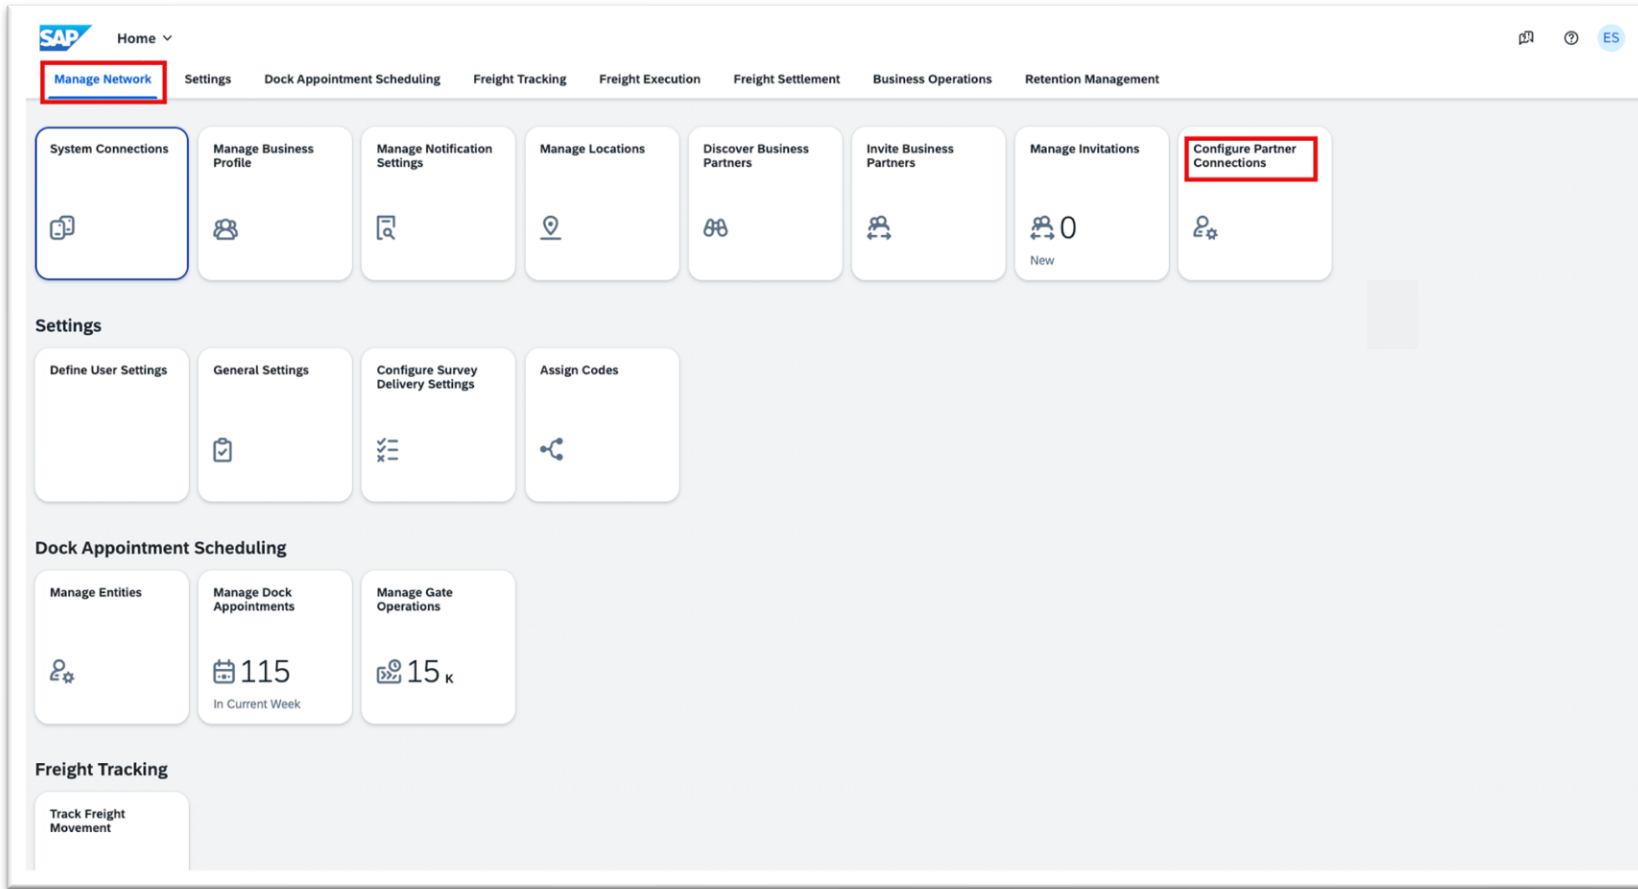 SAP Home ES
Manage Network Settings Dock Appointment Scheduling Freight Tracking Freight Execution Freight Settlement Business Operations Retention Management
System Connections
Manage Business
Profile
Manage Notification
Settings
Manage Locations
Discover Business
Partners
Invite Business
Partners
Manage Invitations
0
New
Configure Partner
Connections
Settings
Define User Settings
General Settings
Configure Survey
Delivery Settings
Assign Codes
Dock Appointment Scheduling
Manage Entities
Manage Dock
Appointments
115
In Current Week
Manage Gate
Operations
15 K
Freight Tracking
Track Freight
Movement